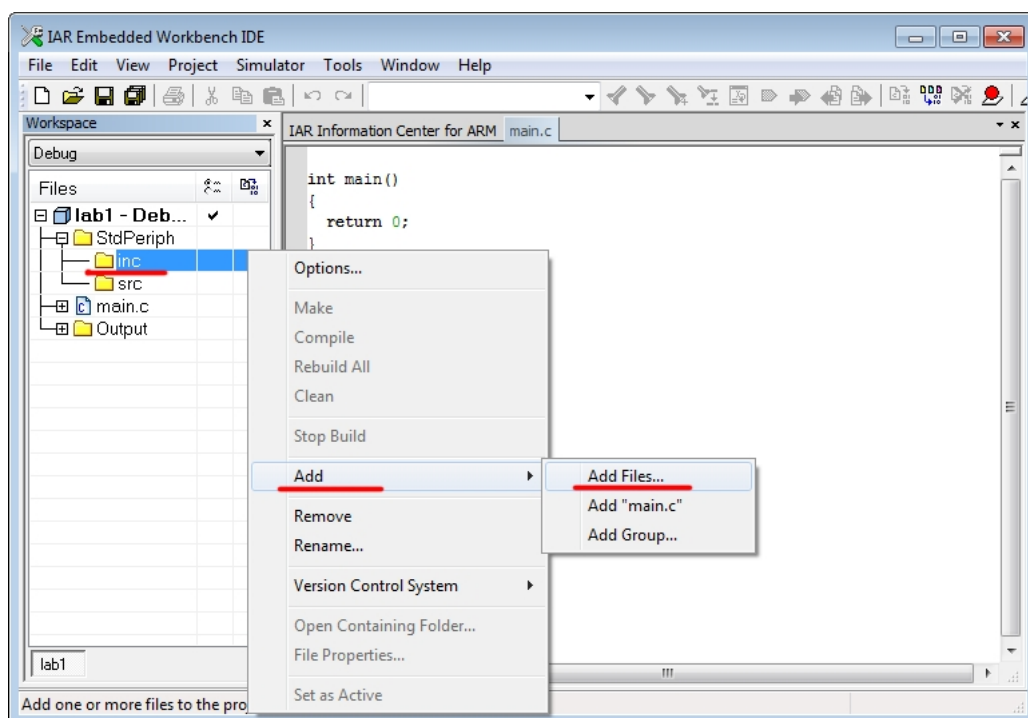 IAR Embedded Workbench IDE
File Edit View Project Simulator Tools Window Help
Workspace
IAR Information Center for ARM main.c
Debug
Files
lab1 - Deb...
StdPeriph
inc
src
main.c
Output
int main()
{
return 0;
}
Options...
Make
Compile
Rebuild All
Clean
Stop Build
Add
Remove
Rename...
Version Control System
Open Containing Folder...
File Properties...
Set as Active
Add Files...
Add "main.c"
Add Group...
lab1
Add one or more files to the pro